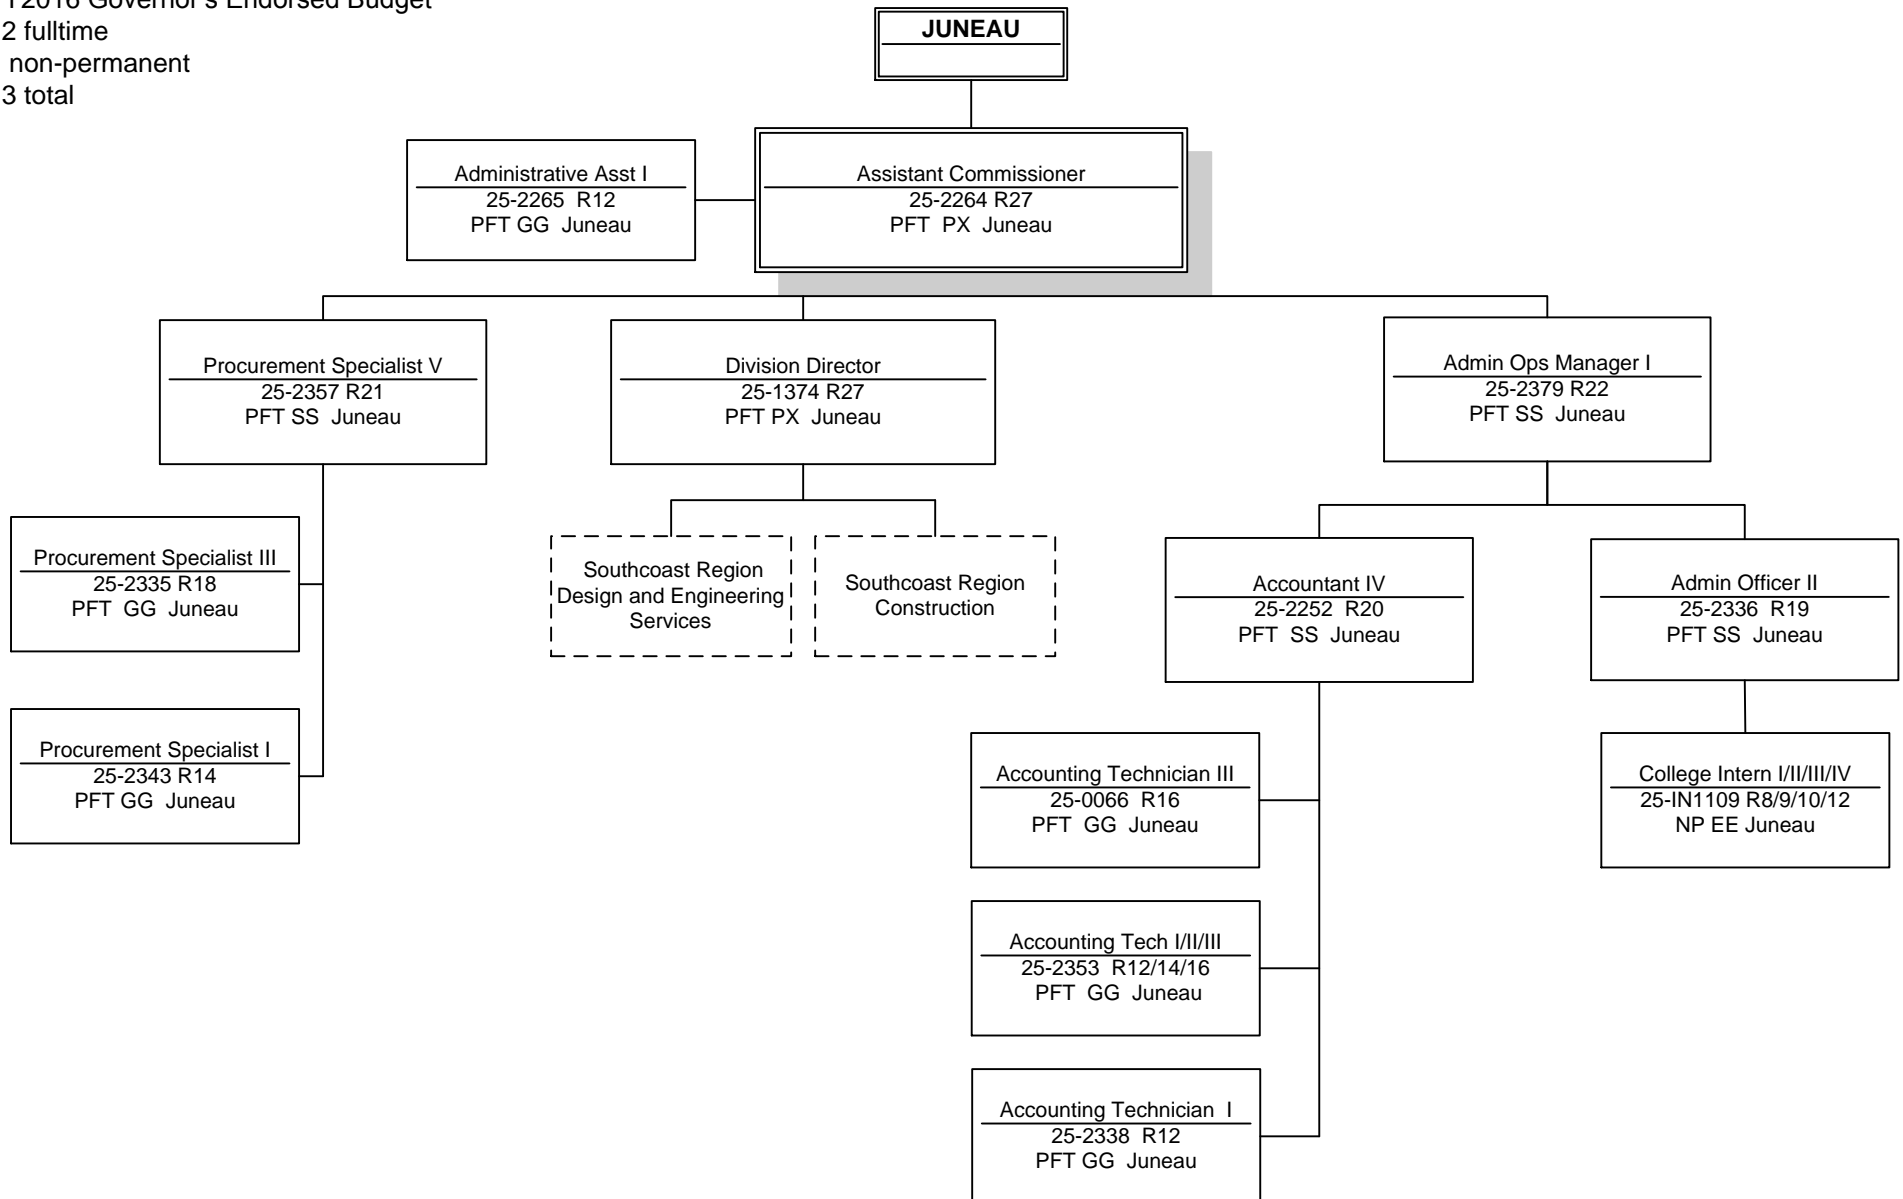 2016 Governor's Endorsed Budget
2 fulltime
non-permanent
3 total
JUNEAU
Administrative Asst I
25-2265 R12
PFT GG Juneau
Assistant Commissioner
25-2264 R27
PFT PX Juneau
Procurement Specialist V
25-2357 R21
PFT SS Juneau
Division Director
25-1374 R27
PFT PX Juneau
Admin Ops Manager I
25-2379 R22
PFT SS Juneau
Procurement Specialist III
25-2335 R18
PFT GG Juneau
Procurement Specialist I
25-2343 R14
PFT GG Juneau
Southcoast Region
Design and Engineering
Services
Southcoast Region
Construction
Accountant IV
25-2252 R20
PFT SS Juneau
Admin Officer II
25-2336 R19
PFT SS Juneau
Accounting Technician III
25-0066 R16
PFT GG Juneau
College Intern I/II/III/IV
25-IN1109 R8/9/10/12
NP EE Juneau
Accounting Tech I/II/III
25-2353 R12/14/16
PFT GG Juneau
Accounting Technician I
25-2338 R12
PFT GG Juneau